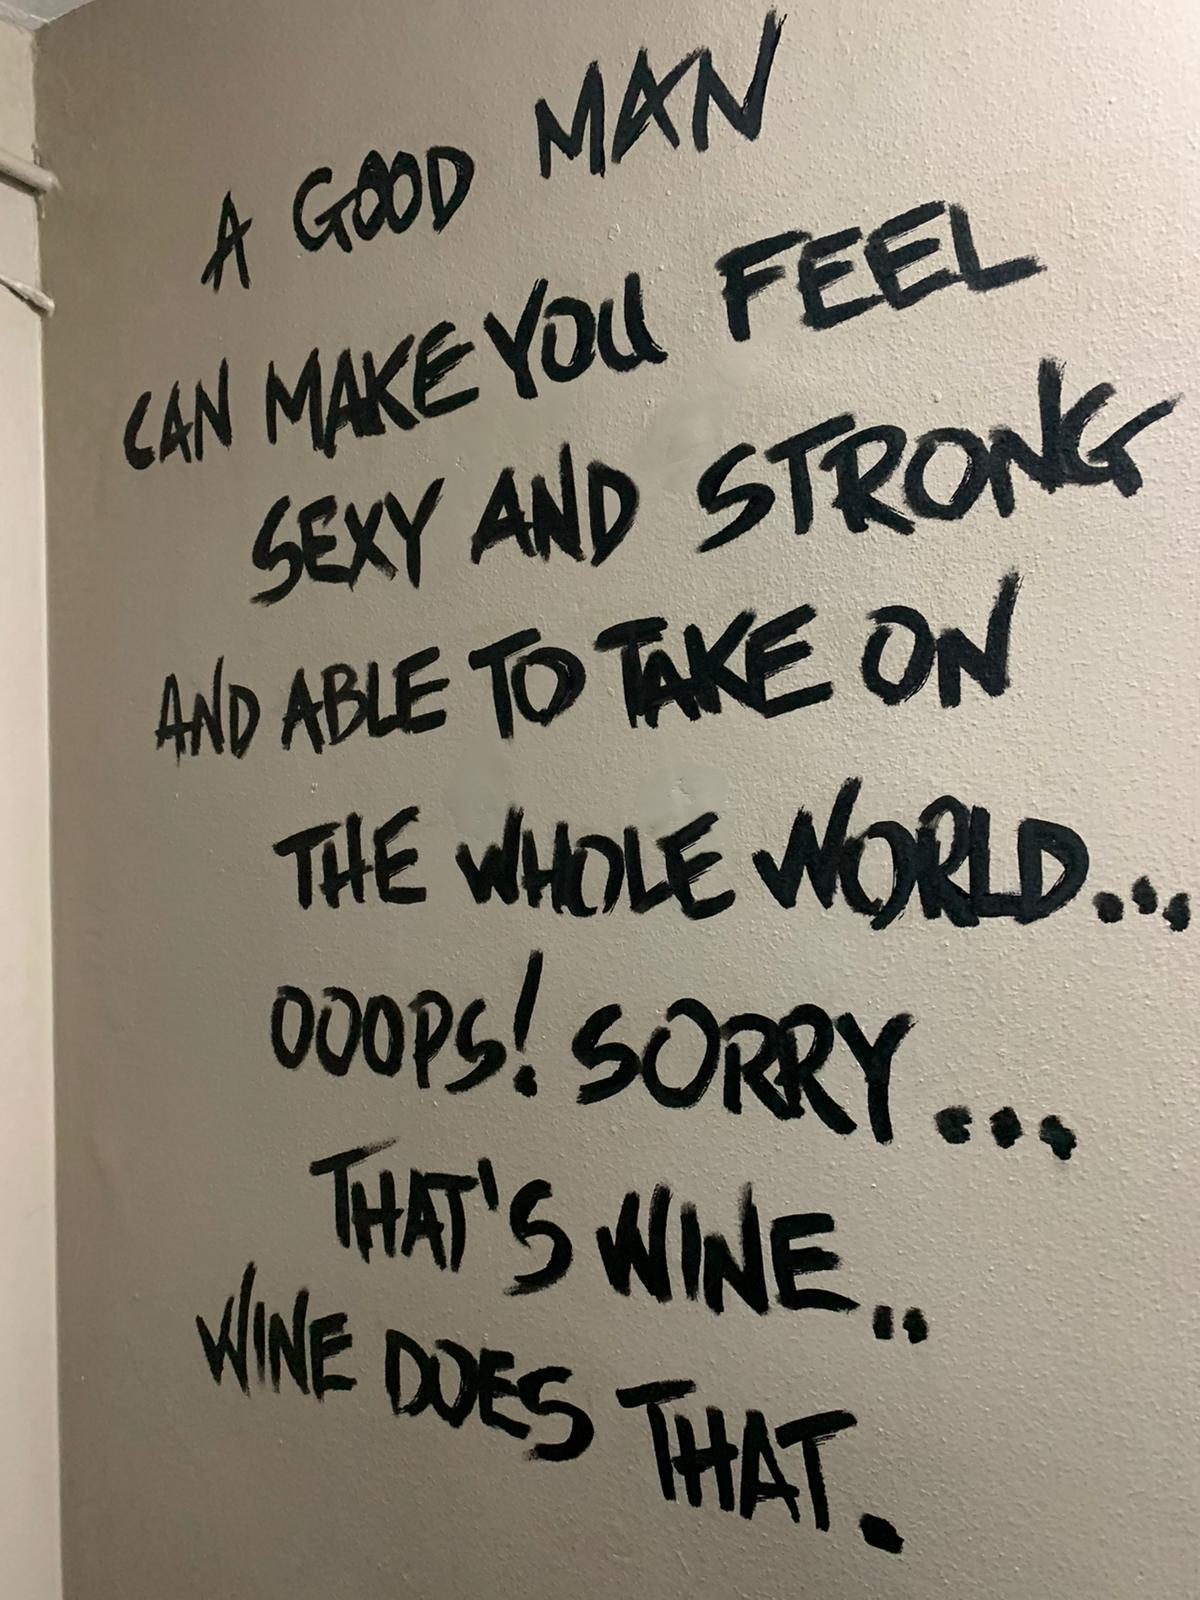 A GOOD MAN
CAN MAKE YOU FEEL
SEXY AND STRONG
AND ABLE TO TAKE ON
THE WHOLE WORLD...
OOOPS! SORRY...
THAT'S WINE..
WINE DOES THAT.